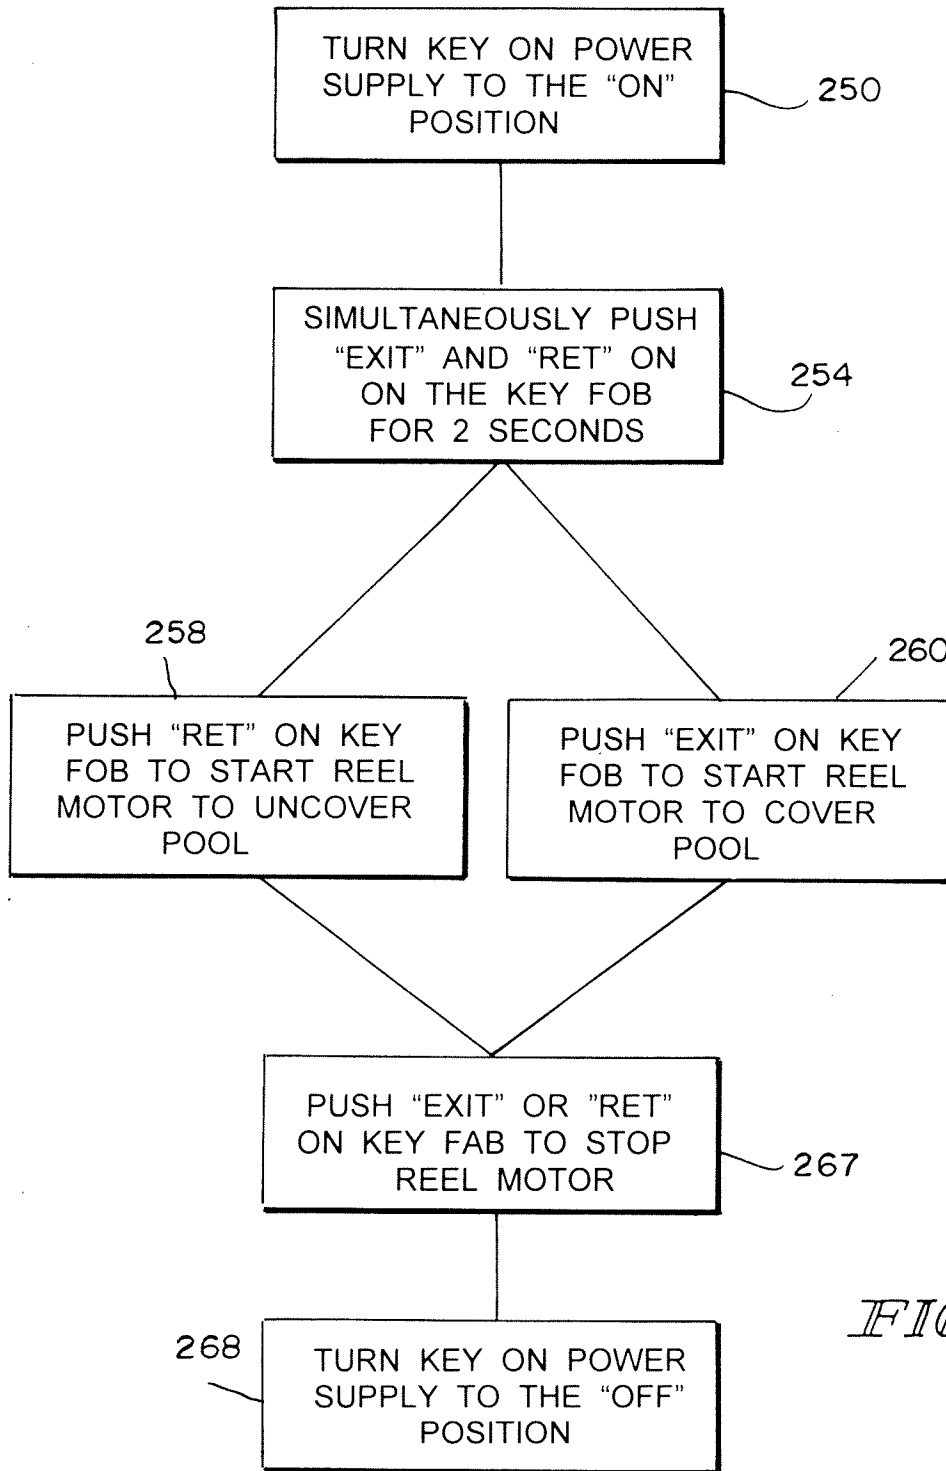 TURN KEY ON POWER
SUPPLY TO THE “ON”
POSITION
250
SIMULTANEOUSLY PUSH
“EXIT” AND “RET” ON
ON THE KEY FOB
FOR 2 SECONDS
254
258
PUSH “RET” ON KEY
FOB TO START REEL
MOTOR TO UNCOVER
POOL
260
PUSH “EXIT” ON KEY
FOB TO START REEL
MOTOR TO COVER
POOL
PUSH “EXIT” OR ”RET”
ON KEY FAB TO STOP
REEL MOTOR
267
268
TURN KEY ON POWER
SUPPLY TO THE “OFF”
POSITION